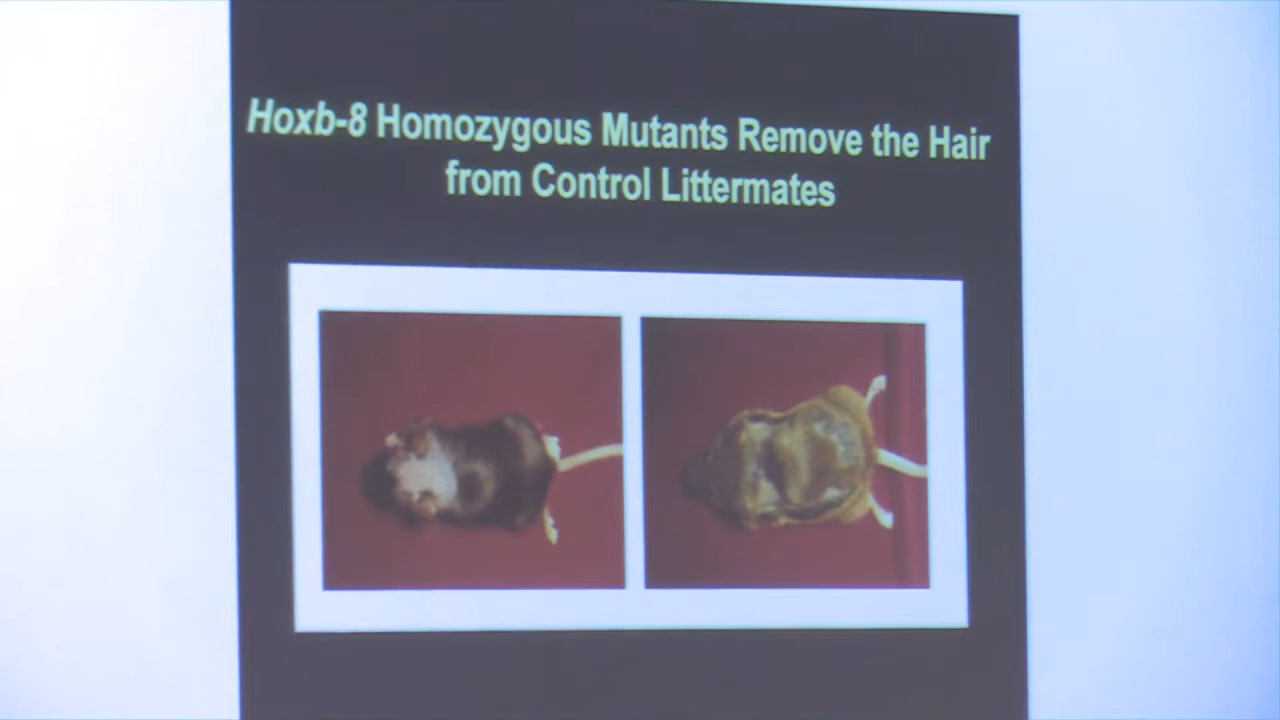 Hoxb-8 Homozygous Mutants Remove the Hair
from Control Littermates